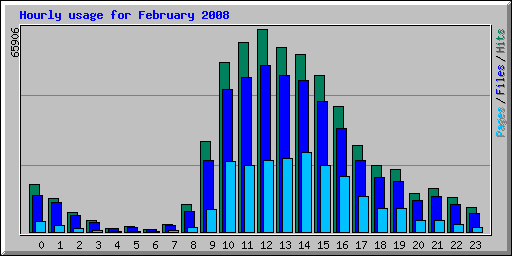 Hourly usage for February 2008
65906
Pages / Files / Hits
0 1 2 3 4 5 6 7 8 9 10 11 12 13 14 15 16 17 18 19 20 21 22 23